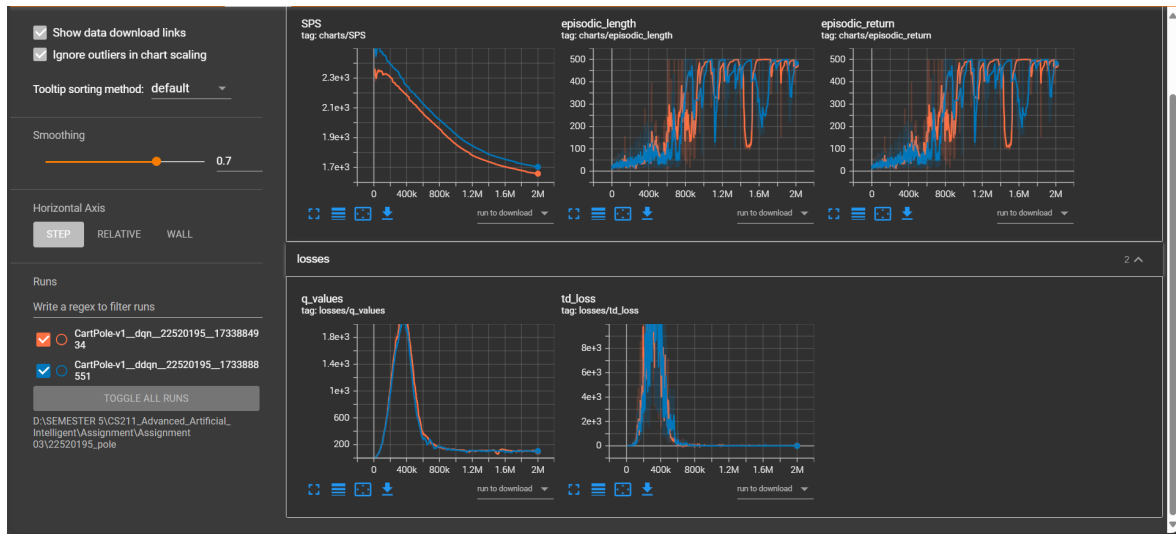 Show data download links
Ignore outliers in chart scaling
Tooltip sorting method: default
Smoothing
0.7
Horizontal Axis
STEP RELATIVE WALL
Runs
Write a regex to filter runs
CartPole-v1__dqn__22520195__17338849
34
CartPole-v1__ddqn__22520195__1733888
551
TOGGLE ALL RUNS
D:\SEMESTER 5\CS211_Advanced_Artificial_
Intelligent\Assignment\Assignment
03\22520195_pole
SPS
tag: charts/SPS
2.3e+3
2.1e+3
1.9e+3
1.7e+3
0 400k 800k 1.2M 1.6M 2M
run to download
episodic_length
tag: charts/episodic_length
500
400
300
200
100
0
0 400k 800k 1.2M 1.6M 2M
run to download
episodic_return
tag: charts/episodic_return
500
400
300
200
100
0
0 400k 800k 1.2M 1.6M 2M
run to download
losses
2
q_values
tag: losses/q_values
1.8e+3
1.4e+3
1e+3
600
200
0 400k 800k 1.2M 1.6M 2M
run to download
td_loss
tag: losses/td_loss
8e+3
6e+3
4e+3
2e+3
0
0 400k 800k 1.2M 1.6M 2M
run to download